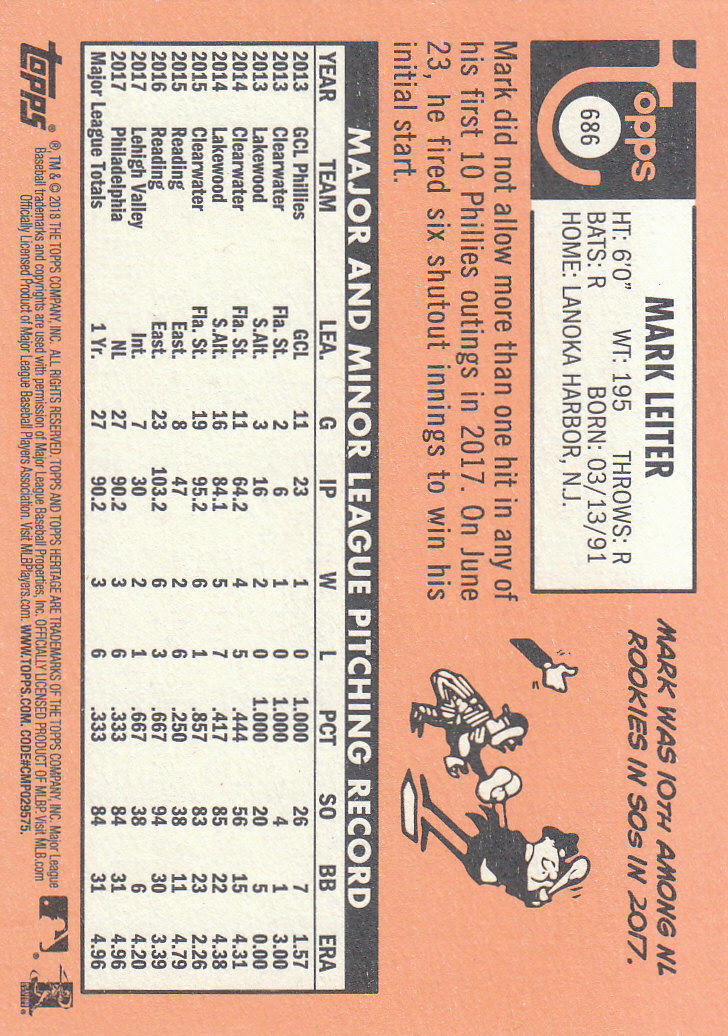 topps
686
MARK LEITER
HT: 6'0" WT: 195 THROWS: R
BATS: R BORN: 03/13/91
HOME: LANOKA HARBOR, N.J.
Mark did not allow more than one hit in any of
his first 10 Phillies outings in 2017. On June
23, he fired six shutout innings to win his
initial start.
MARK WAS 10TH AMONG NL
ROOKIES IN SOS IN 2017.
MAJOR AND MINOR LEAGUE PITCHING RECORD
YEAR TEAM LEA. G IP W L PCT SO BB ERA
2013 GCL Phillies GCL 11 23 1 0 1.000 26 7 1.57
2013 Clearwater Fla. St. 2 6 1 0 1.000 4 1 3.00
2013 Lakewood S.Atl. 3 16 2 0 1.000 20 5 0.00
2014 Clearwater Fla. St. 11 64.2 4 5 .444 56 15 4.31
2014 Lakewood S.Atl. 16 84.1 5 7 .417 85 22 4.38
2015 Clearwater Fla. St. 19 95.2 6 1 .857 83 23 2.26
2015 Reading East. 8 47 2 6 .250 38 11 4.79
2016 Reading East. 23 103.2 6 3 .667 94 30 3.39
2017 Lehigh Valley Int. 7 30 2 1 .667 38 6 4.20
2017 Philadelphia NL 27 90.2 3 6 .333 84 31 4.96
Major League Totals 1 Yr. 27 90.2 3 6 .333 84 31 4.96
topps®
®, TM & © 2018 THE TOPPS COMPANY, INC. ALL RIGHTS RESERVED. TOPPS AND TOPPS HERITAGE ARE TRADEMARKS OF THE TOPPS COMPANY, INC. Major League
Baseball trademarks and copyrights are used with permission of Major League Baseball Properties, Inc. OFFICIALLY LICENSED PRODUCT OF MLBP. Visit MLB.com
Officially Licensed Product of Major League Baseball Players Association. Visit MLBPlayers.com. WWW.TOPPS.COM. CODE#CMP029575.